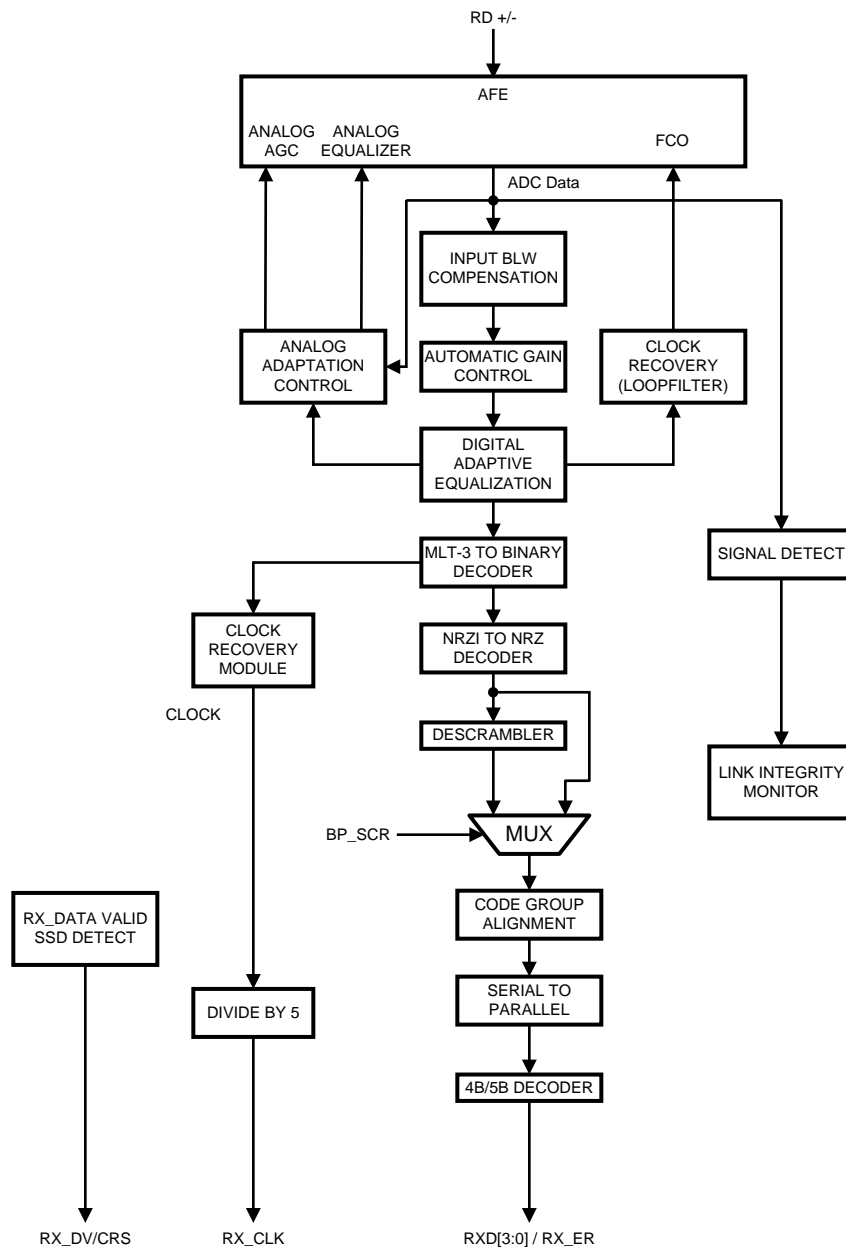 RD +/-
AFE
ANALOG
AGC
ANALOG
EQUALIZER
FCO
ADC Data
INPUT BLW
COMPENSATION
ANALOG
ADAPTATION
CONTROL
AUTOMATIC GAIN
CONTROL
CLOCK
RECOVERY
(LOOPFILTER)
DIGITAL
ADAPTIVE
EQUALIZATION
MLT-3 TO BINARY
DECODER
SIGNAL DETECT
CLOCK
RECOVERY
MODULE
NRZI TO NRZ
DECODER
CLOCK
DESCRAMBLER
LINK INTEGRITY
MONITOR
BP_SCR
MUX
RX_DATA VALID
SSD DETECT
CODE GROUP
ALIGNMENT
DIVIDE BY 5
SERIAL TO
PARALLEL
4B/5B DECODER
RX_DV/CRS
RX_CLK
RXD[3:0] / RX_ER